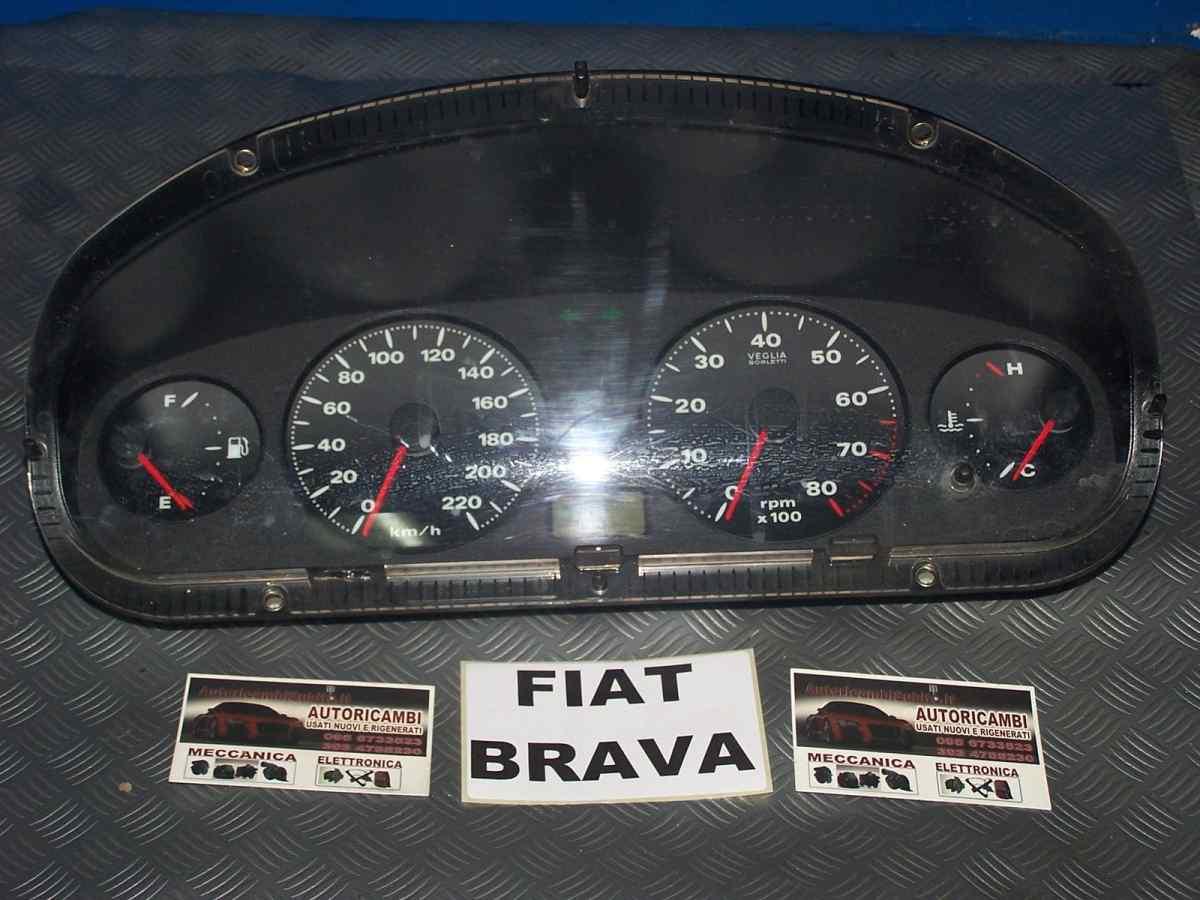 F
E
0
20
40
60
80
100
120
140
160
180
200
220
km/h
0
10
20
30
40
50
60
70
80
VEGLIA
BORLETTI
rpm
x 100
H
C
AUTORICAMBI
USATI NUOVI E RIGENERATI
MECCANICA
ELETTRONICA
FIAT
BRAVA
AUTORICAMBI
USATI NUOVI E RIGENERATI
MECCANICA
ELETTRONICA